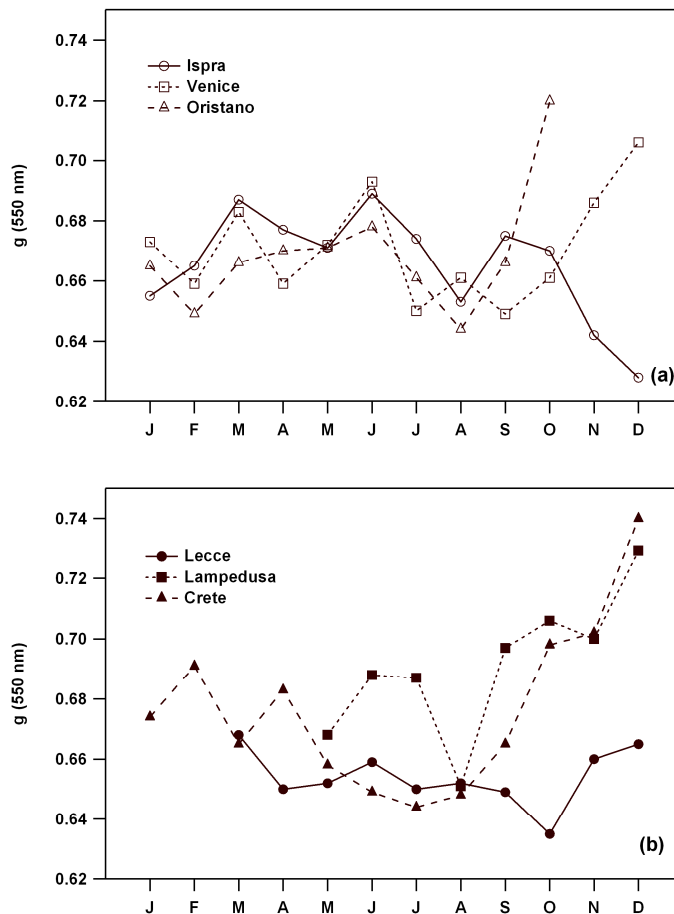 0.74
0.72
0.70
0.68
0.66
0.64
0.62
g (550 nm)
Ispra
Venice
Oristano
(a)
J F M A M J J A S O N D
0.74
0.72
0.70
0.68
0.66
0.64
0.62
g (550 nm)
Lecce
Lampedusa
Crete
(b)
J F M A M J J A S O N D